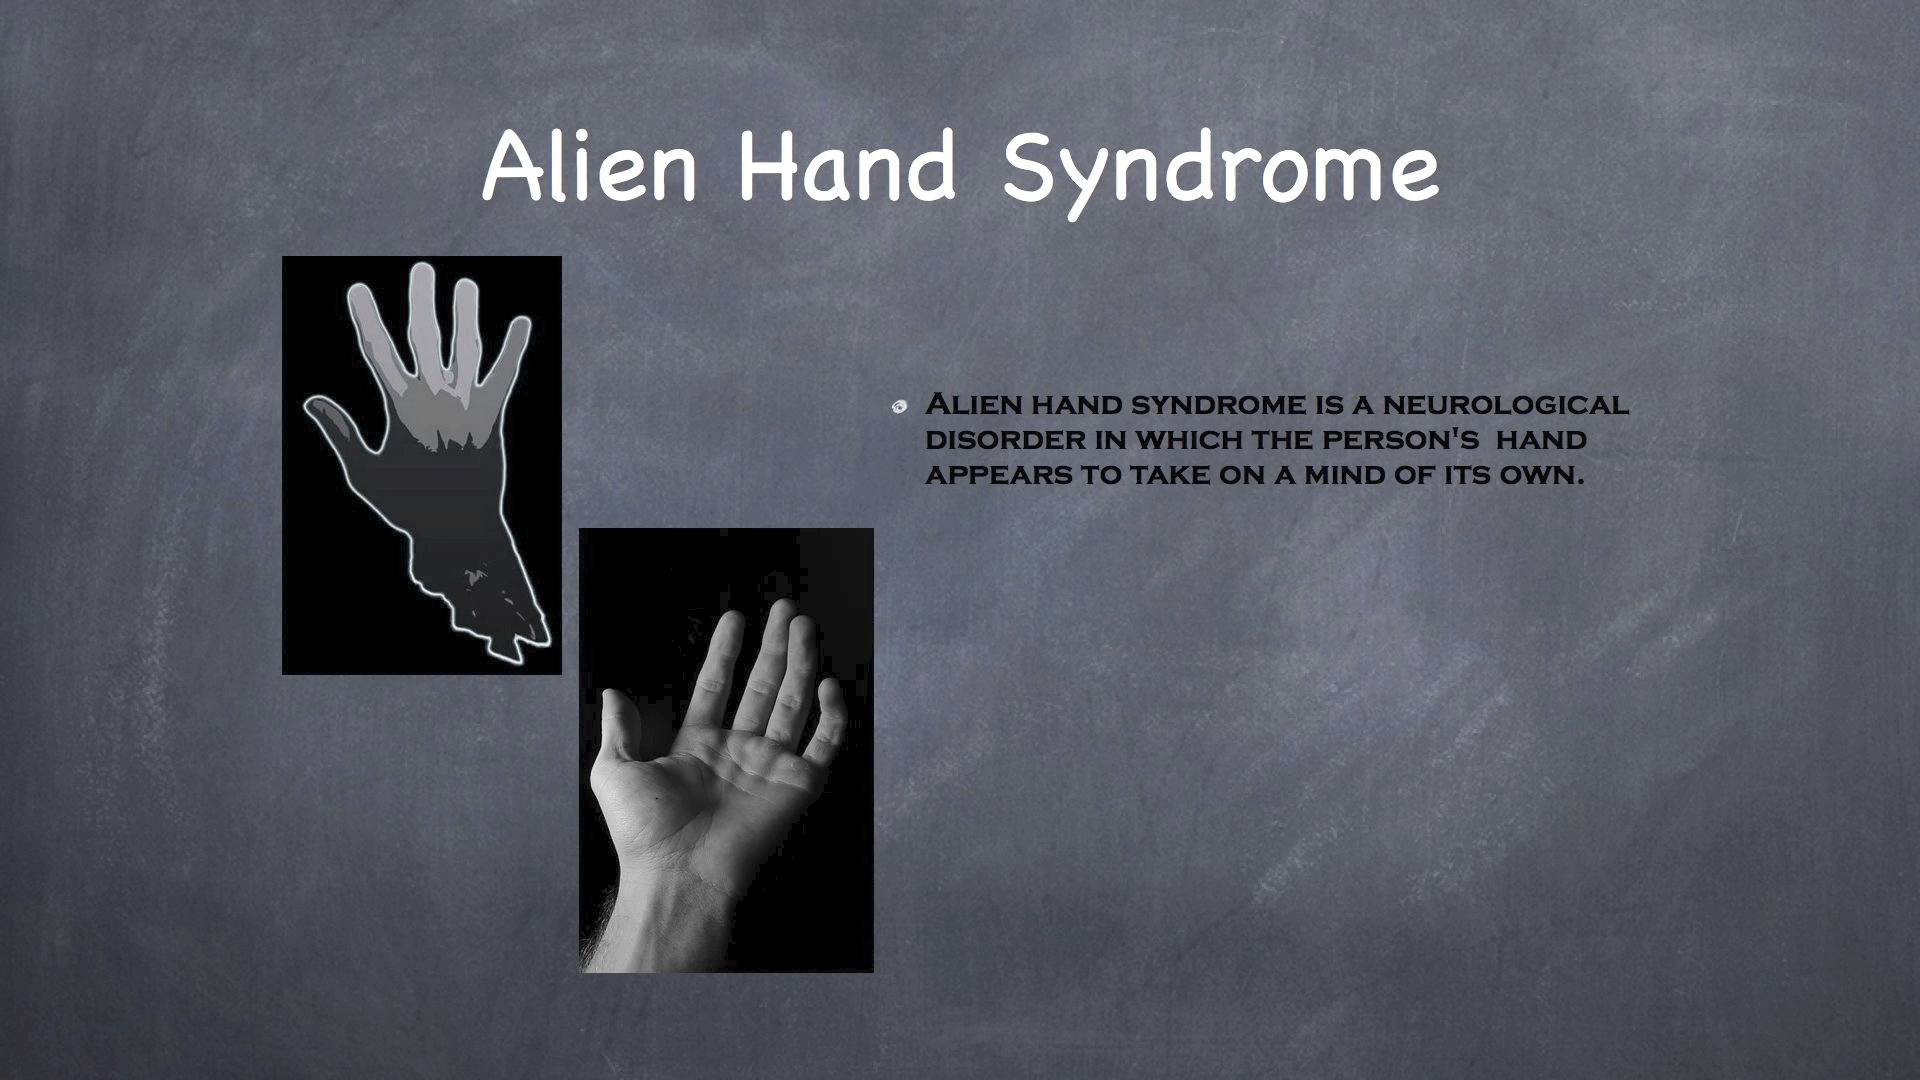 Alien Hand Syndrome
Alien hand syndrome is a neurological
disorder in which the person's  hand
appears to take on a mind of its own.